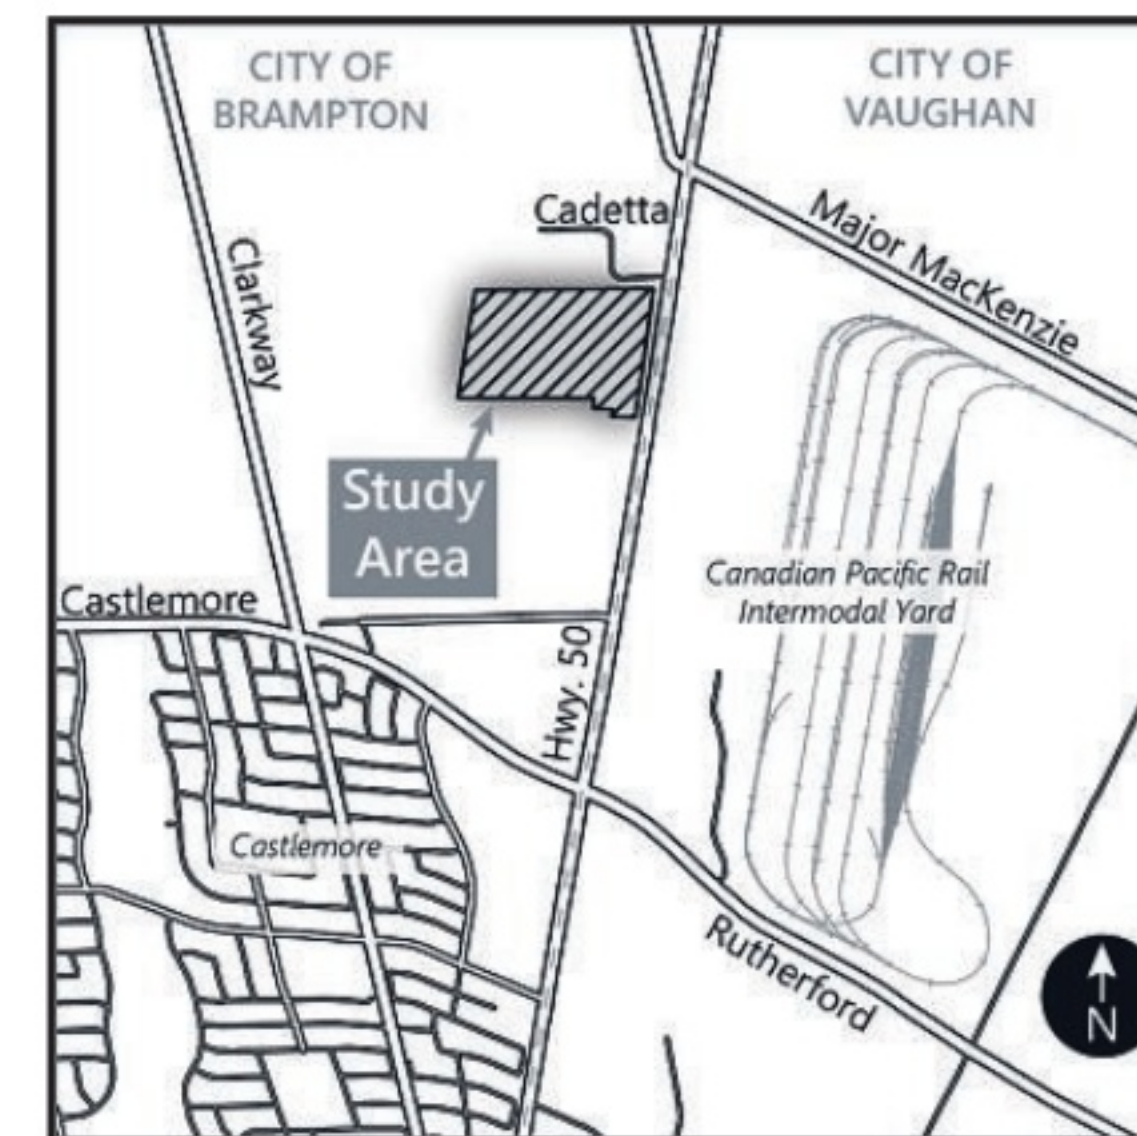 CITY OF
BRAMPTON
CITY OF
VAUGHAN
Cadetta
Major MacKenzie
Clarkway
Study
Area
Canadian Pacific Rail
Intermodal Yard
Castlemore
Hwy. 50
Castlemore
Rutherford
N